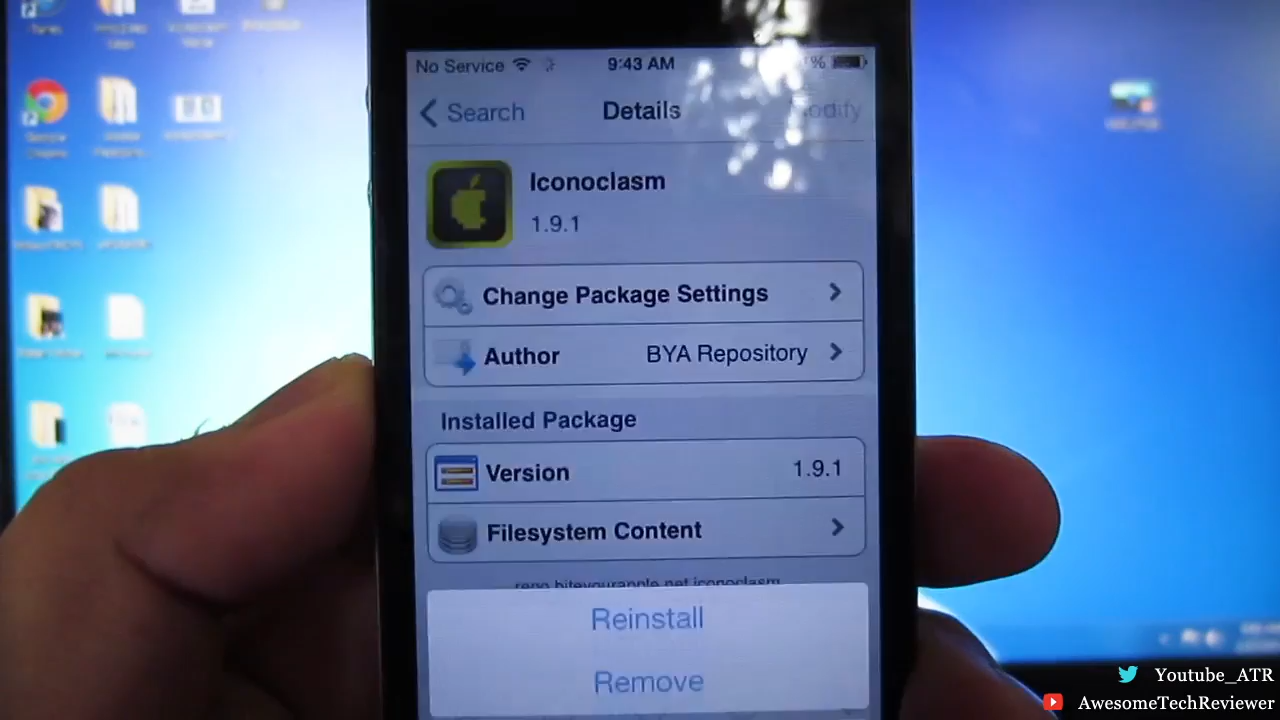 No Service
9:43 AM
%
Search
Details
Modify
Iconoclasm
1.9.1
Change Package Settings
Author
BYA Repository
Installed Package
Version
1.9.1
Filesystem Content
repo.biteyourapple.net.iconoclasm
Reinstall
Remove
Youtube_ATR
AwesomeTechReviewer